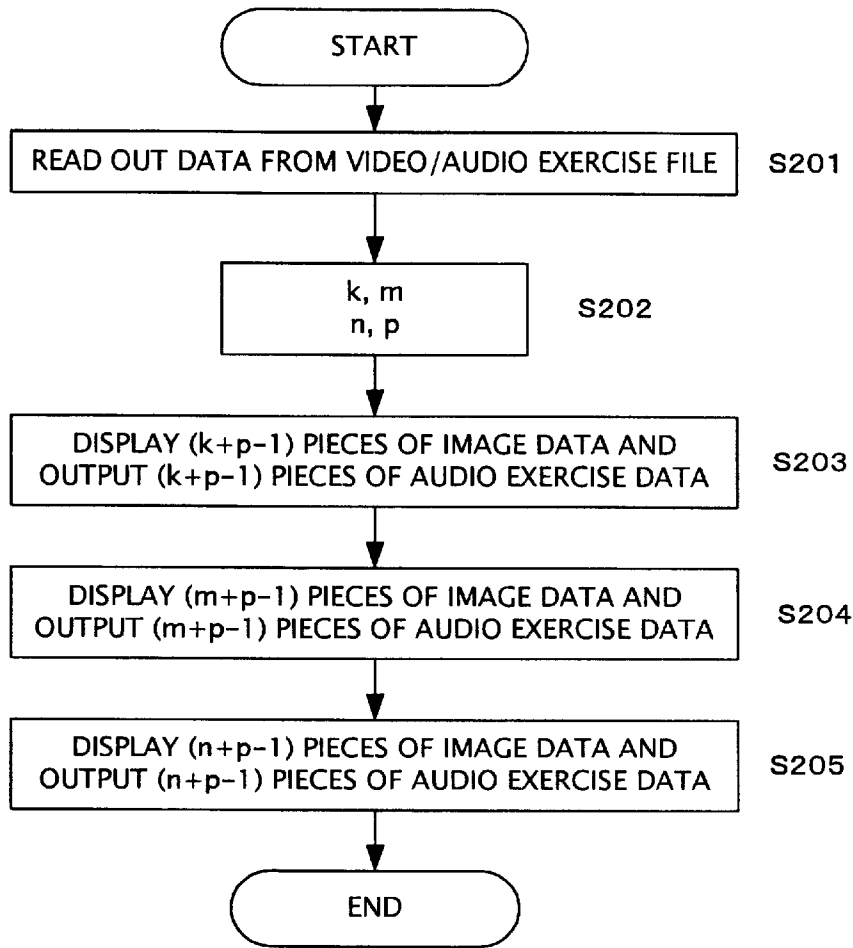 START
READ OUT DATA FROM VIDEO/AUDIO EXERCISE FILE
S201
k, m
n, p
S202
DISPLAY (k+p-1) PIECES OF IMAGE DATA AND
OUTPUT (k+p-1) PIECES OF AUDIO EXERCISE DATA
S203
DISPLAY (m+p-1) PIECES OF IMAGE DATA AND
OUTPUT (m+p-1) PIECES OF AUDIO EXERCISE DATA
S204
DISPLAY (n+p-1) PIECES OF IMAGE DATA AND
OUTPUT (n+p-1) PIECES OF AUDIO EXERCISE DATA
S205
END